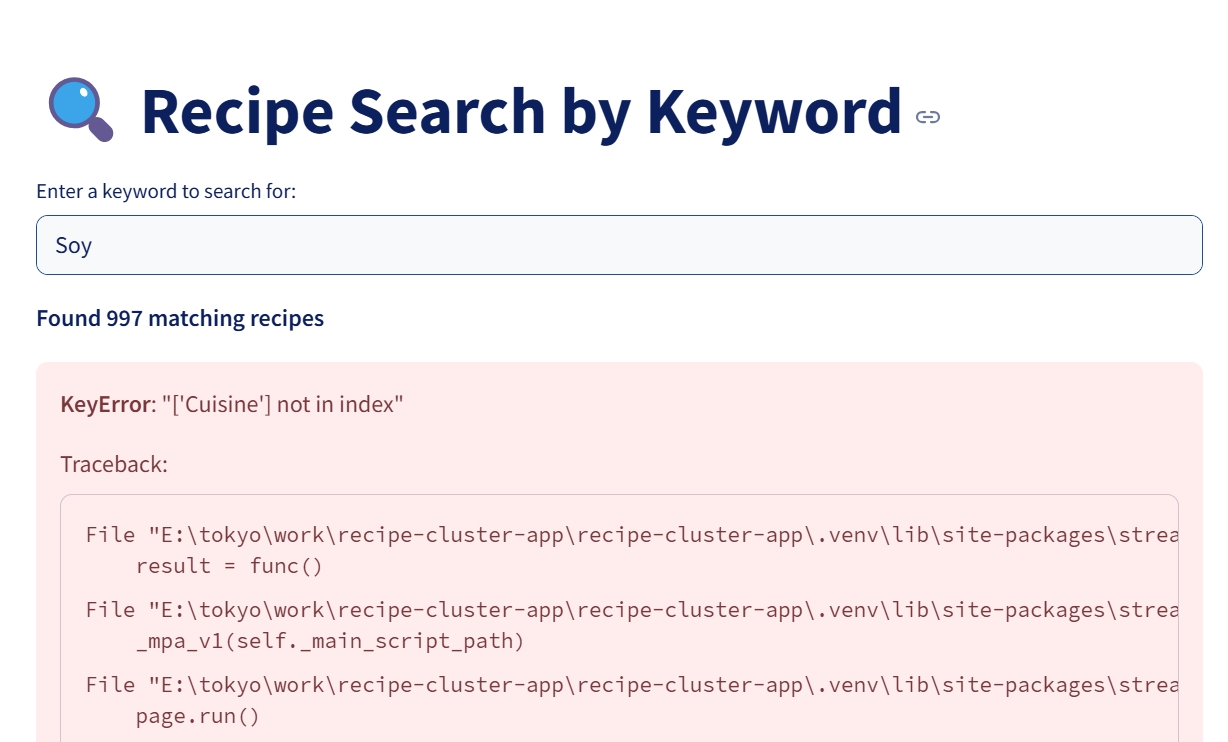 Recipe Search by Keyword
Enter a keyword to search for:
Soy
Found 997 matching recipes
KeyError: "['Cuisine'] not in index"
Traceback:
File "E:\tokyo\work\recipe-cluster-app\recipe-cluster-app\.venv\lib\site-packages\strea
result = func()
File "E:\tokyo\work\recipe-cluster-app\recipe-cluster-app\.venv\lib\site-packages\strea
_mpa_v1(self._main_script_path)
File "E:\tokyo\work\recipe-cluster-app\recipe-cluster-app\.venv\lib\site-packages\strea
page.run()